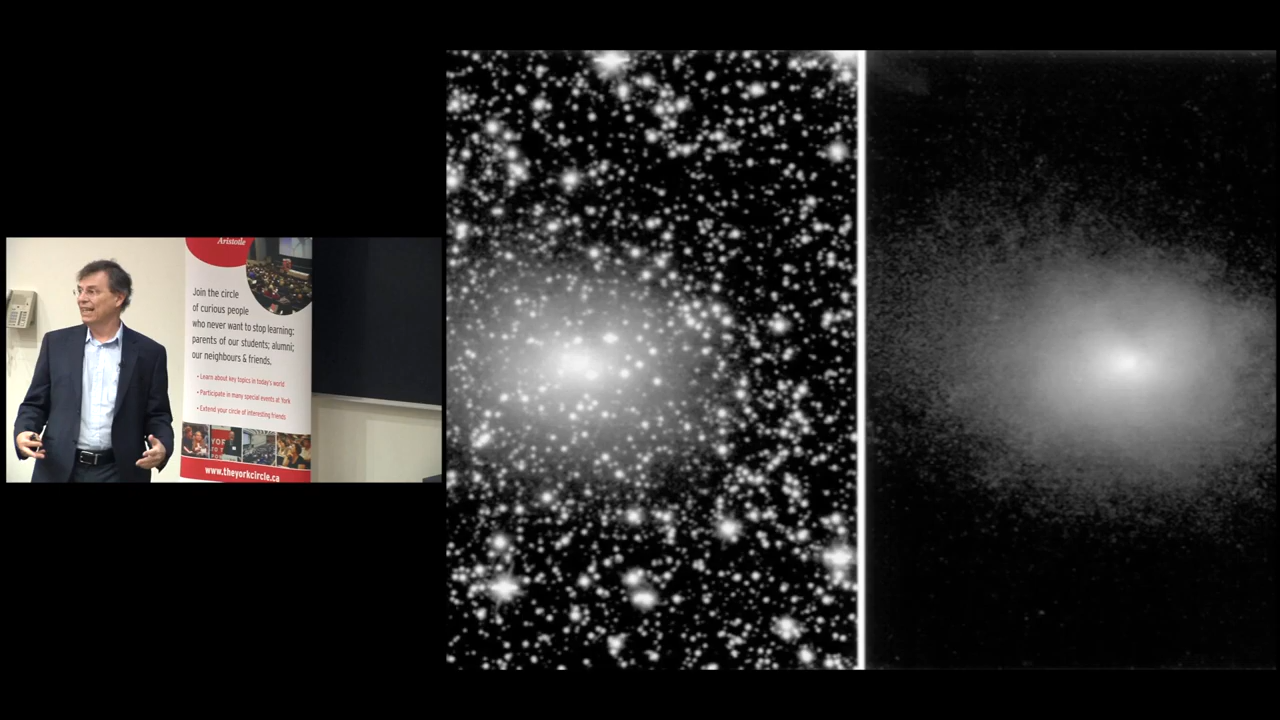 Aristotle
Join the circle
of curious people
who never want to stop learning:
parents of our students; alumni;
our neighbours & friends.
• Learn about key topics in today's world
• Participate in many special events at York
• Extend your circle of interesting friends
www.theyorkcircle.ca